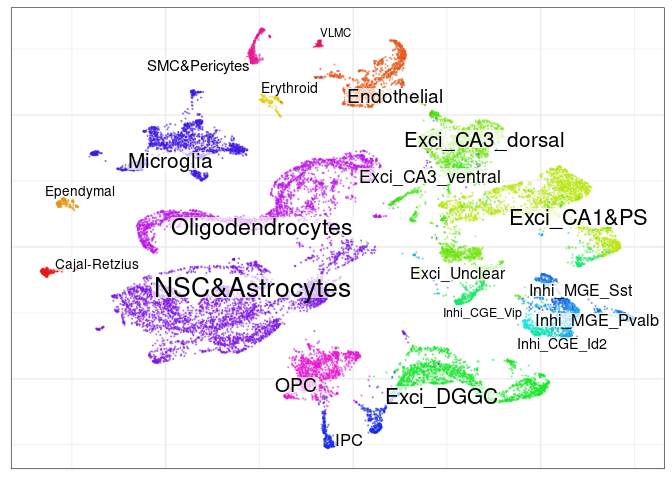 VLMC
SMC&Pericytes
Erythroid
Endothelial
Exci_CA3_dorsal
Microglia
Exci_CA3_ventral
Ependymal
Exci_CA1&PS
Oligodendrocytes
Cajal-Retzius
Exci_Unclear
NSC&Astrocytes
Inhi_MGE_Sst
Inhi_CGE_Vip
Inhi_MGE_Pvalb
Inhi_CGE_Id2
OPC
Exci_DGGC
IPC